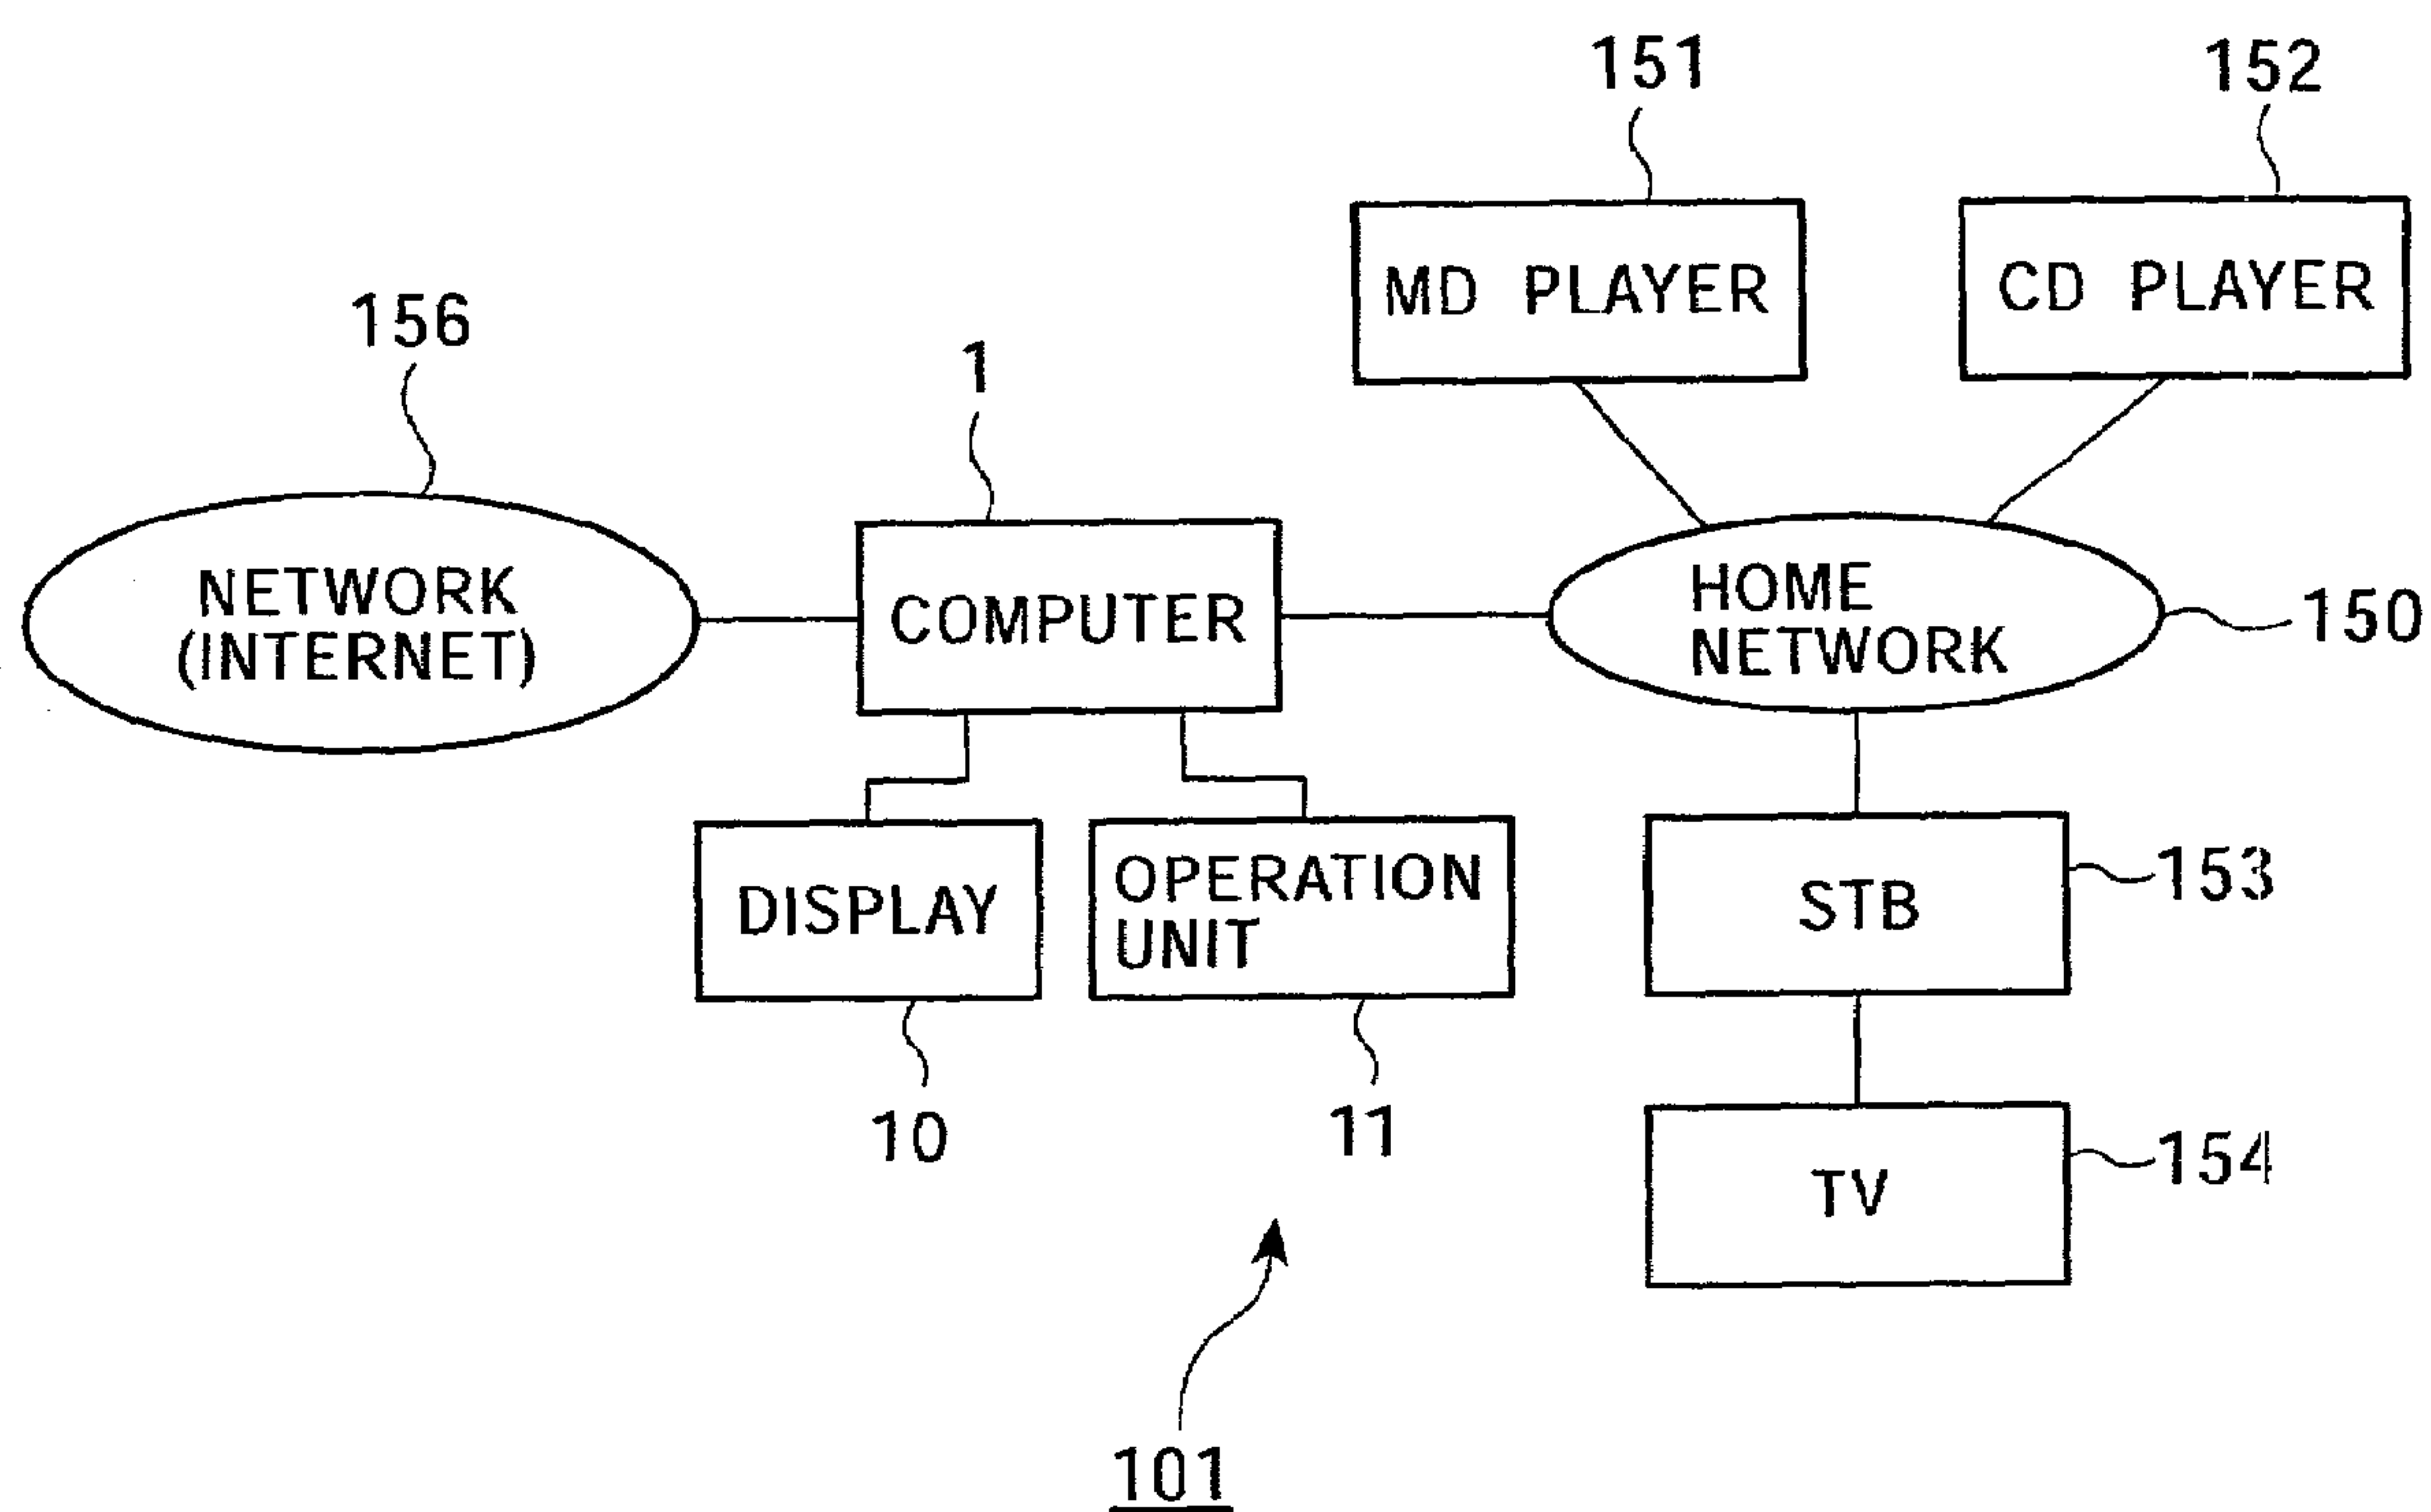 151
152
MD PLAYER
CD PLAYER
156
1
NETWORK
(INTERNET)
COMPUTER
HOME
NETWORK
150
DISPLAY
OPERATION
UNIT
STB
153
10
11
TV
154
101